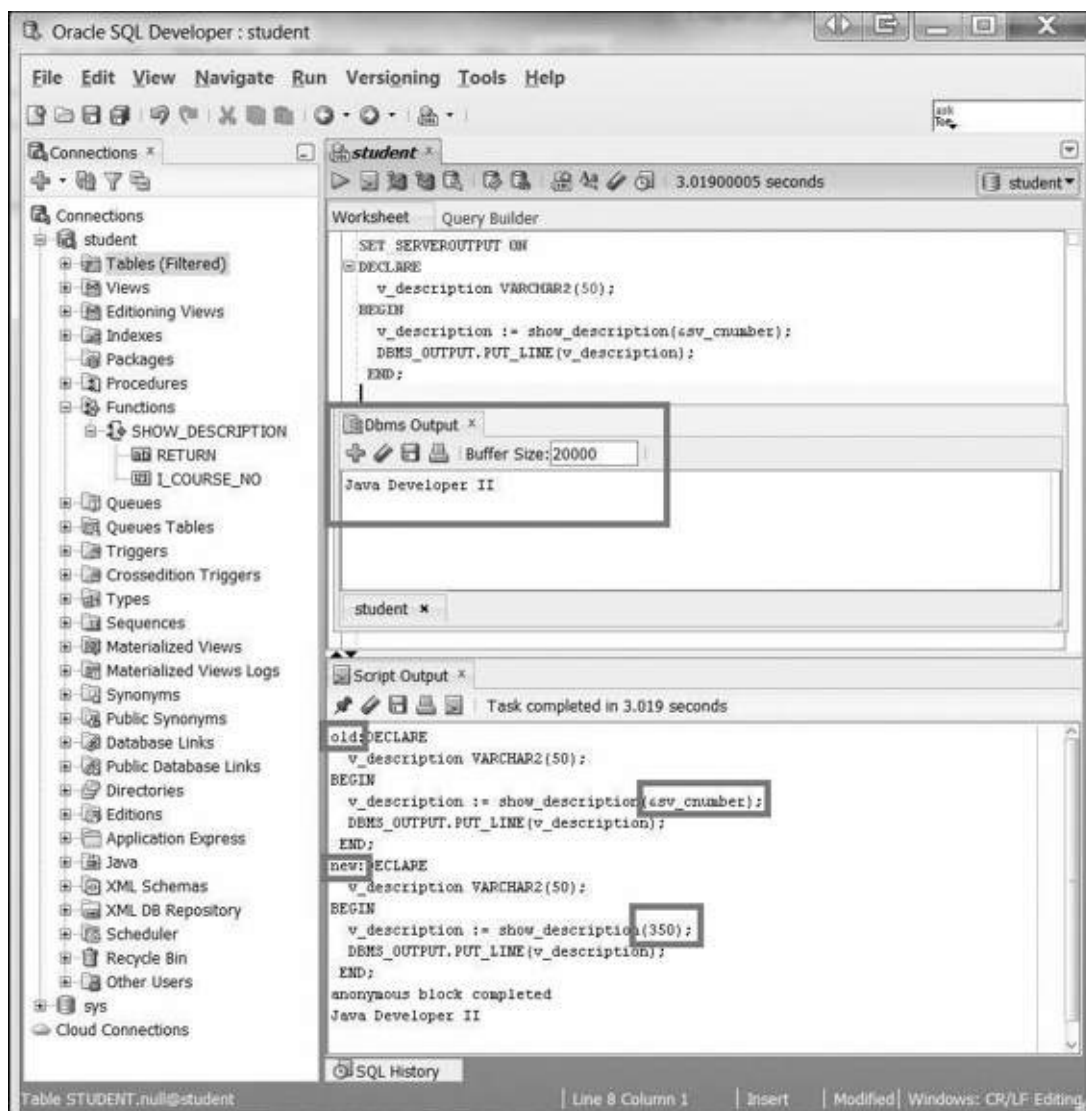 Oracle SQL Developer : student
File Edit View Navigate Run Versioning Tools Help
ask
Connections
student
3.01900005 seconds
student
Connections
student
Tables (Filtered)
Views
Editioning Views
Indexes
Packages
Procedures
Functions
SHOW_DESCRIPTION
RETURN
I_COURSE_NO
Queues
Queues Tables
Triggers
Crossedition Triggers
Types
Sequences
Materialized Views
Materialized Views Logs
Synonyms
Public Synonyms
Database Links
Public Database Links
Directories
Editions
Application Express
Java
XML Schemas
XML DB Repository
Scheduler
Recycle Bin
Other Users
sys
Cloud Connections
Worksheet Query Builder
SET SERVEROUTPUT ON
DECLARE
v_description VARCHAR2(50);
BEGIN
v_description := show_description(&sv_cnumber);
DBMS_OUTPUT.PUT_LINE(v_description);
END;
Dbms Output
Buffer Size: 20000
Java Developer II
student
Script Output
Task completed in 3.019 seconds
old:DECLARE
v_description VARCHAR2(50);
BEGIN
v_description := show_description(&sv_cnumber);
DBMS_OUTPUT.PUT_LINE(v_description);
END;
new:DECLARE
v_description VARCHAR2(50);
BEGIN
v_description := show_description(350);
DBMS_OUTPUT.PUT_LINE(v_description);
END;
anonymous block completed
Java Developer II
SQL History
Table STUDENT.null@student Line 8 Column 1 Insert Modified Windows: CR/LF Editing